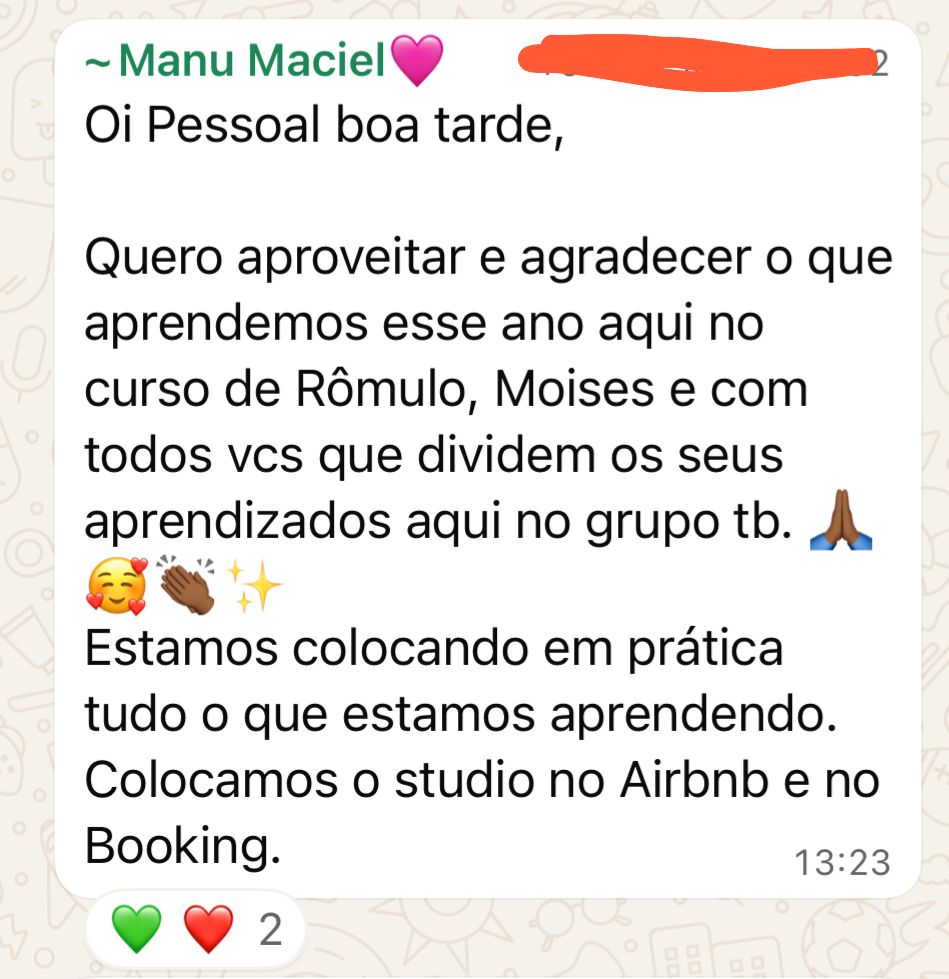 ~Manu Maciel🩷
Oi Pessoal boa tarde,
Quero aproveitar e agradecer o que
aprendemos esse ano aqui no
curso de Rômulo, Moises e com
todos vcs que dividem os seus
aprendizados aqui no grupo tb. 🙏🏾
🥰👏🏾✨
Estamos colocando em prática
tudo o que estamos aprendendo.
Colocamos o studio no Airbnb e no
Booking.
13:23
💚 ❤️ 2